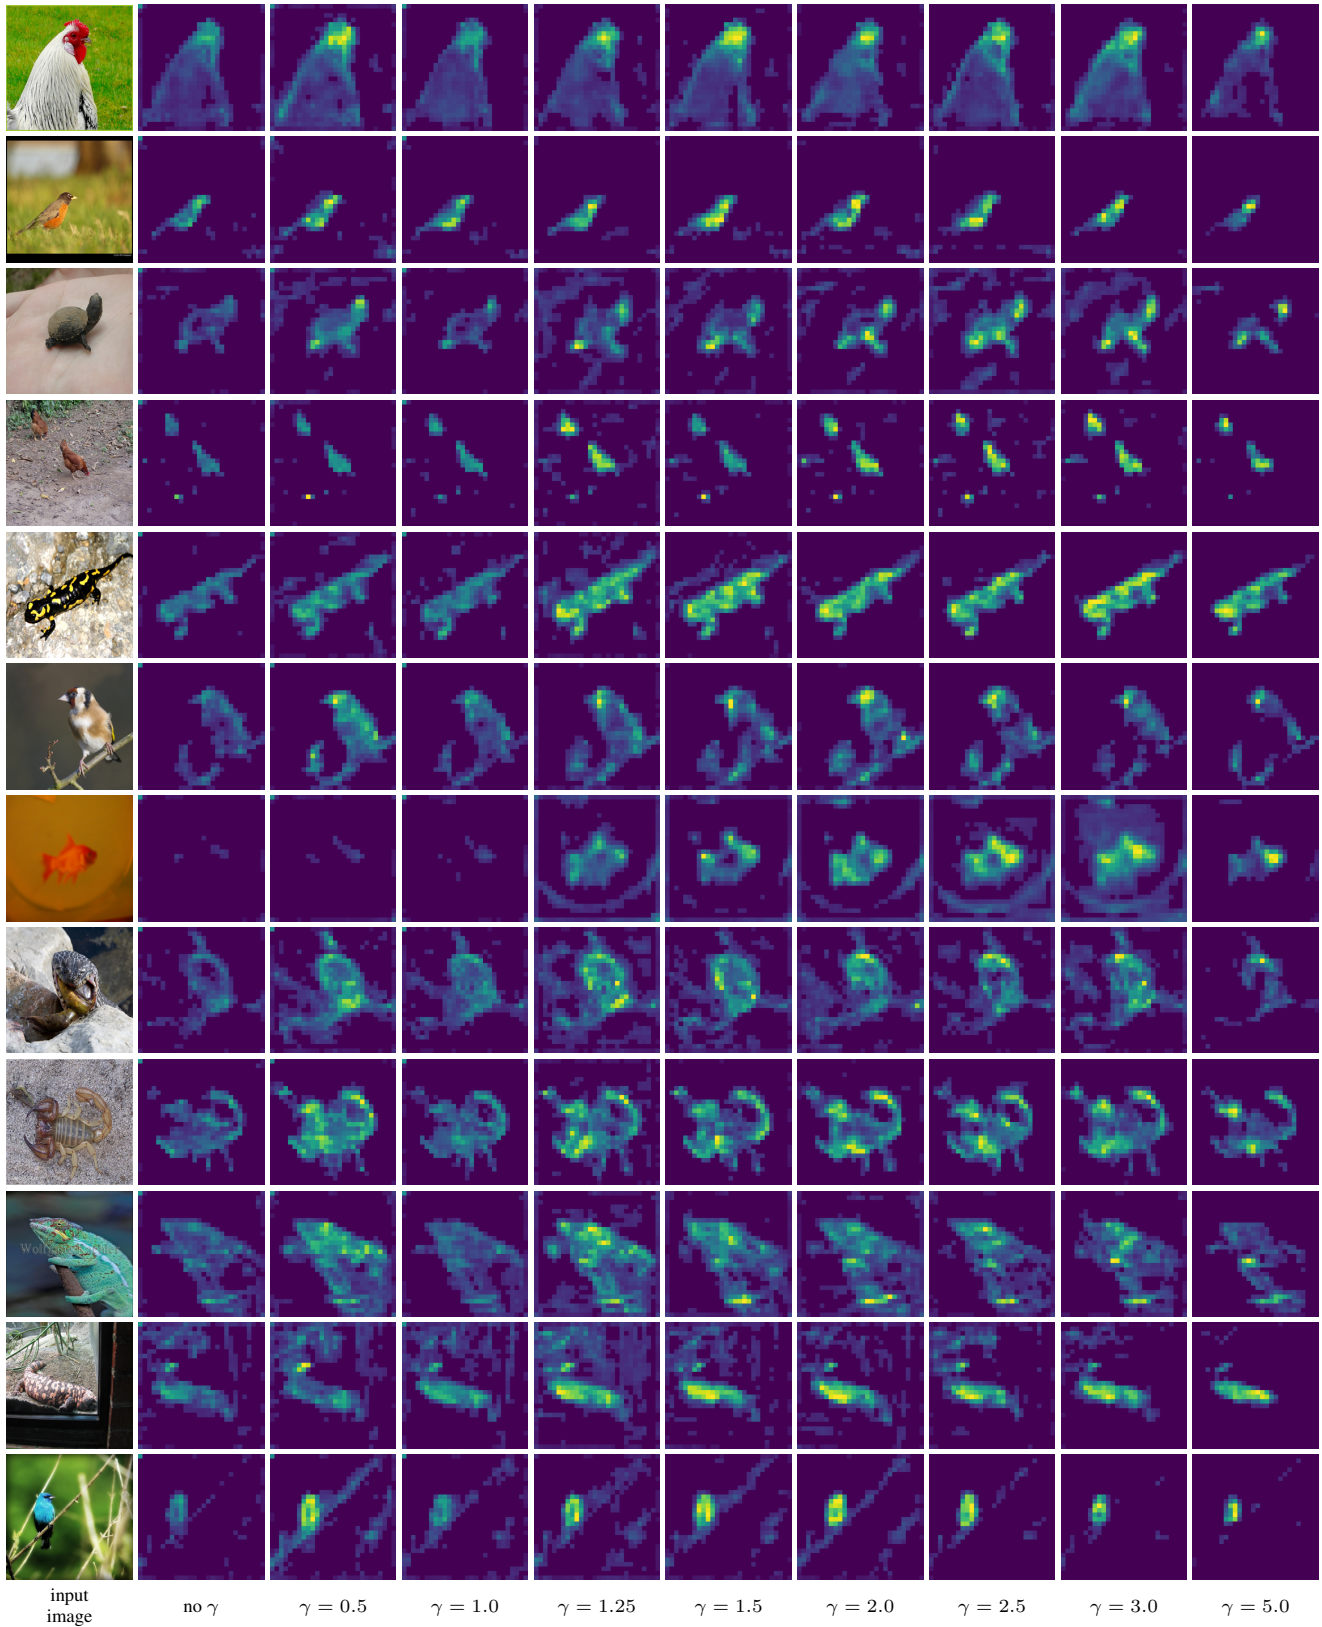 input
image
no γ
γ = 0.5
γ = 1.0
γ = 1.25
γ = 1.5
γ = 2.0
γ = 2.5
γ = 3.0
γ = 5.0